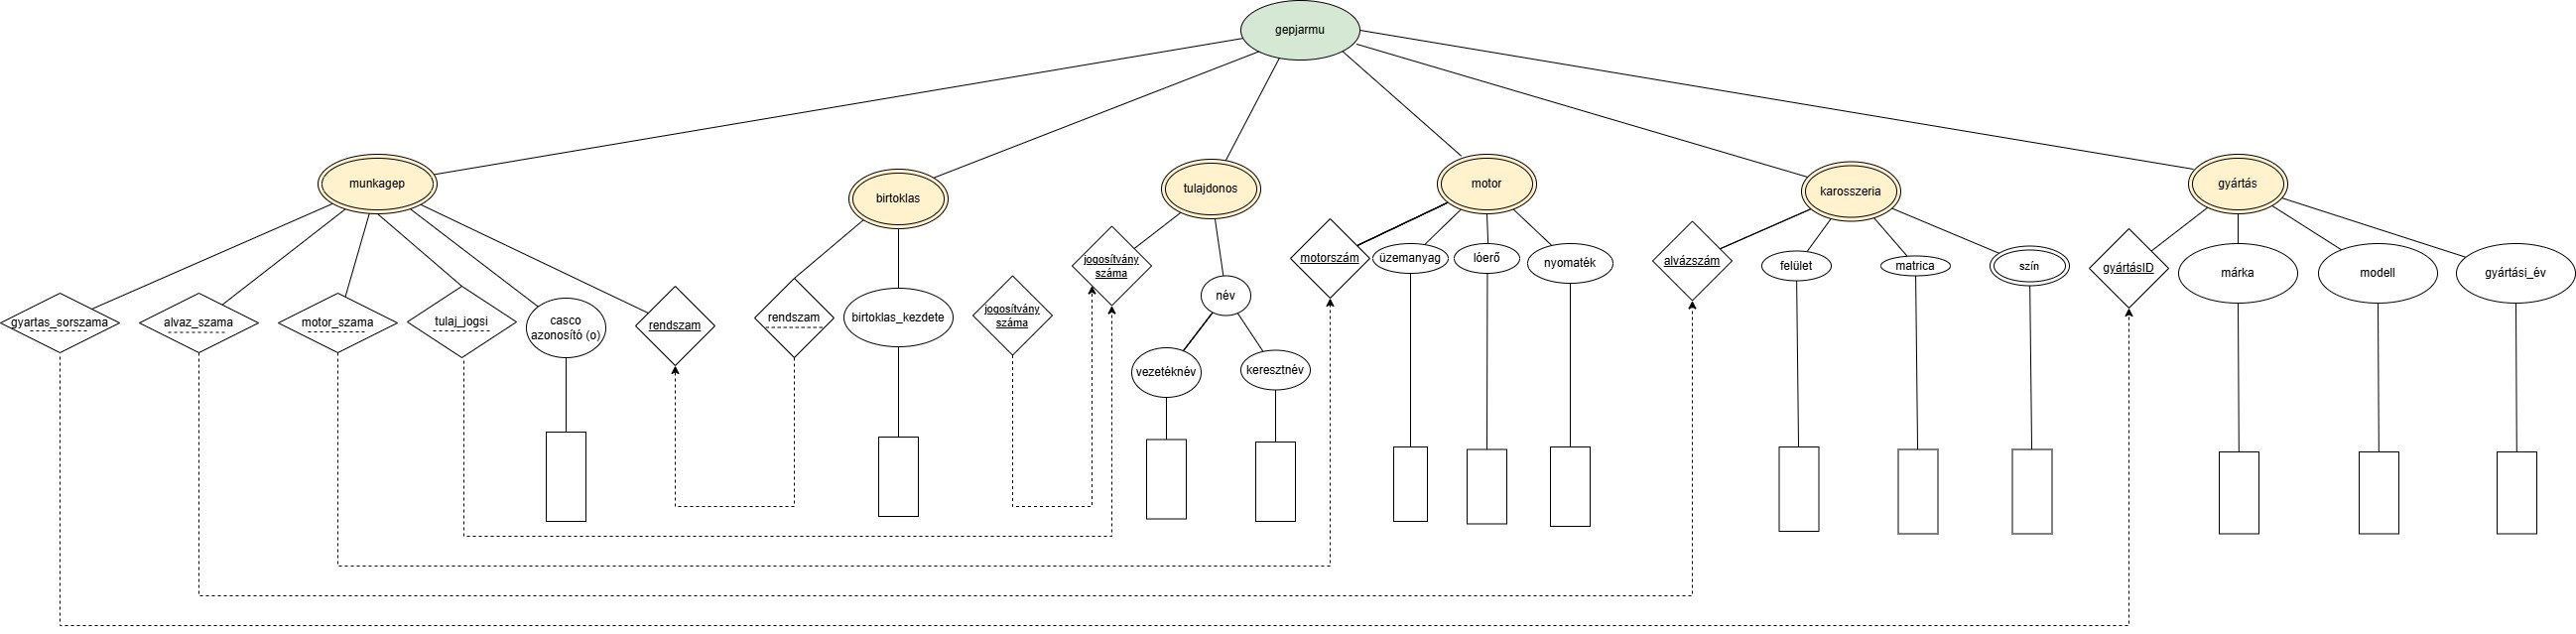 gepjarmu
munkagep
birtoklas
tulajdonos
motor
karosszeria
gyártás
gyartas_sorszama
alvaz_szama
motor_szama
tulaj_jogsi
casco
azonosító (o)
rendszam
rendszam
birtoklas_kezdete
jogosítvány
száma
jogosítvány
száma
név
vezetéknév
keresztnév
motorszám
üzemanyag
lóerő
nyomaték
alvázszám
felület
matrica
szín
gyártásID
márka
modell
gyártási_év